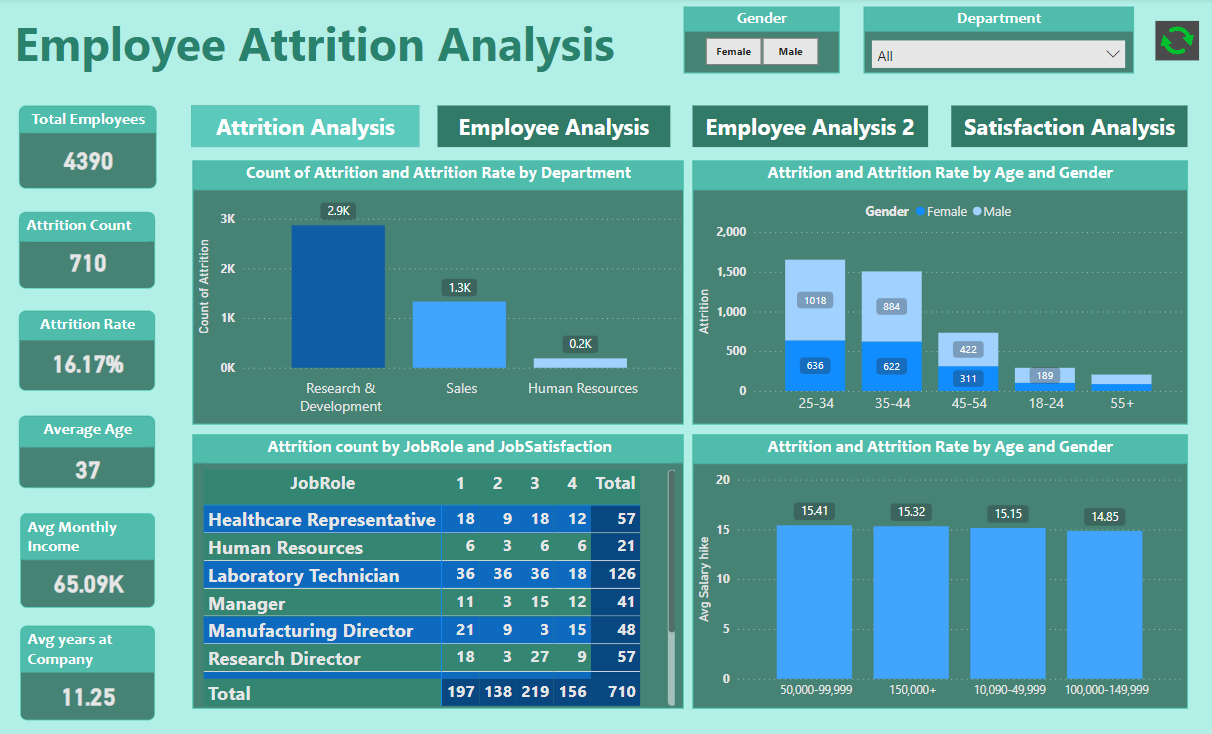 Employee Attrition Analysis
Gender
Female Male
Department
All
Total Employees
4390
Attrition Count
710
Attrition Rate
16.17%
Average Age
37
Avg Monthly
Income
65.09K
Avg years at
Company
11.25
Attrition Analysis
Employee Analysis
Employee Analysis 2
Satisfaction Analysis
Count of Attrition and Attrition Rate by Department
Count of Attrition
3K
2K
1K
0K
2.9K
1.3K
0.2K
Research &
Development
Sales
Human Resources
Attrition and Attrition Rate by Age and Gender
Gender Female Male
Attrition
2,000
1,500
1,000
500
0
1018
636
884
622
422
311
189
25-34 35-44 45-54 18-24 55+
Attrition count by JobRole and JobSatisfaction
JobRole 1 2 3 4 Total
Healthcare Representative 18 9 18 12 57
Human Resources 6 3 6 6 21
Laboratory Technician 36 36 36 18 126
Manager 11 3 15 12 41
Manufacturing Director 21 9 3 15 48
Research Director 18 3 27 9 57
Total 197 138 219 156 710
Attrition and Attrition Rate by Age and Gender
Avg Salary hike
20
15
10
5
0
15.41 15.32 15.15 14.85
50,000-99,999 150,000+ 10,090-49,999 100,000-149,999